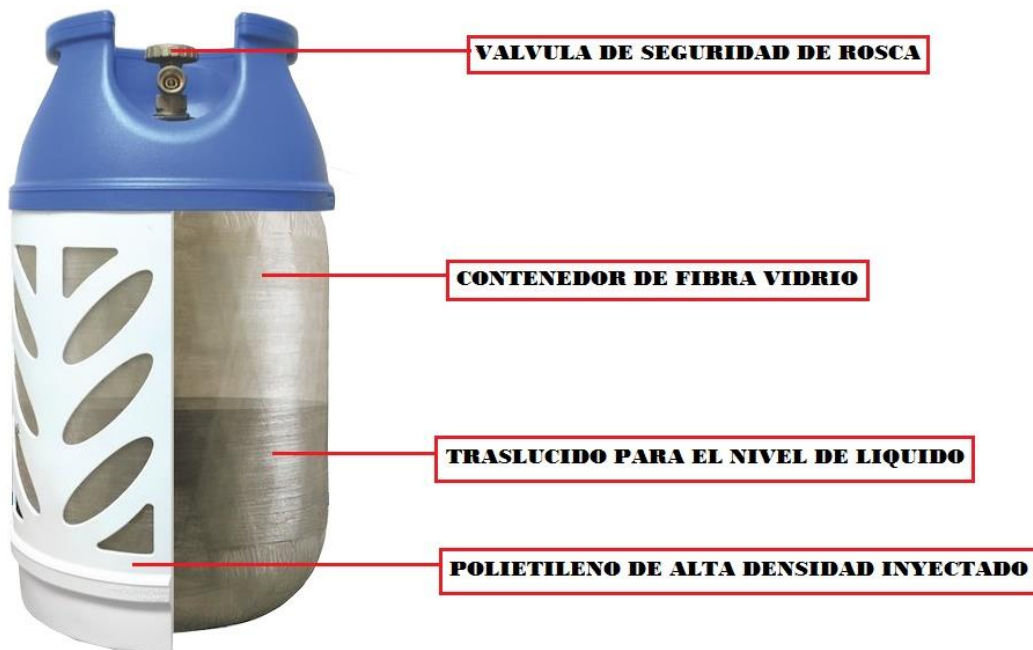 VALVULA DE SEGURIDAD DE ROSCA
CONTENEDOR DE FIBRA VIDRIO
TRASLUCIDO PARA EL NIVEL DE LIQUIDO
POLIETILENO DE ALTA DENSIDAD INYECTADO